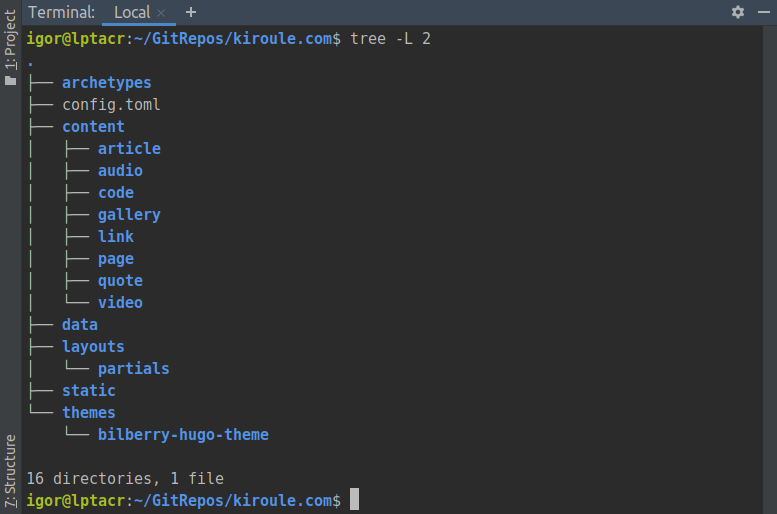 Terminal: Local × +
1: Project
igor@lptacr:~/GitRepos/kiroule.com$ tree -L 2
.
├── archetypes
├── config.toml
├── content
│   ├── article
│   ├── audio
│   ├── code
│   ├── gallery
│   ├── link
│   ├── page
│   ├── quote
│   └── video
├── data
├── layouts
│   └── partials
├── static
└── themes
    └── bilberry-hugo-theme

16 directories, 1 file
igor@lptacr:~/GitRepos/kiroule.com$
7: Structure